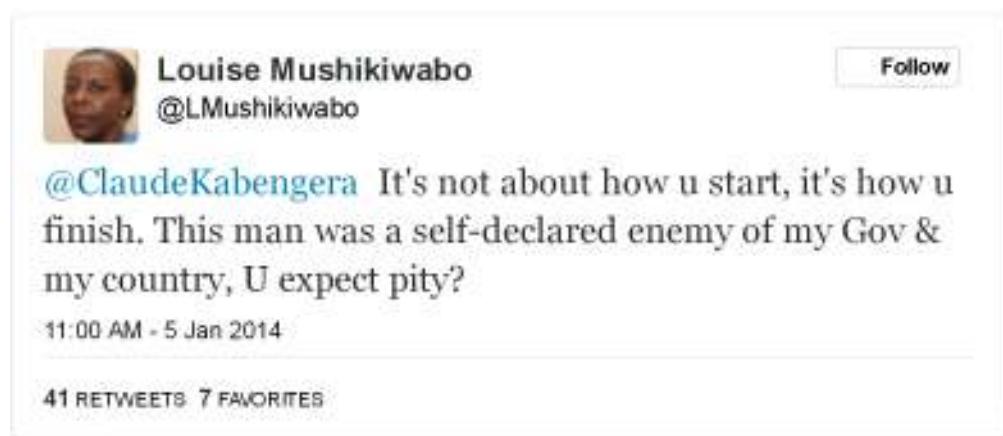 Louise Mushikiwabo
Follow
@LMushikiwabo
@ClaudeKabengera It's not about how u start, it's how u
finish. This man was a self-declared enemy of my Gov &
my country, U expect pity?
11:00 AM - 5 Jan 2014
41 RETWEETS 7 FAVORITES